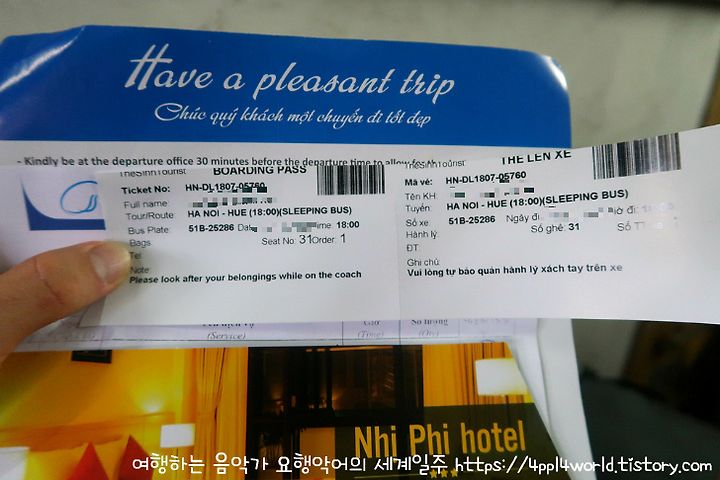 Have a pleasant trip
Chúc quý khách một chuyến đi tốt đẹp
- Kindly be at the departure office 30 minutes before the departure time to allow for
TheSinhTourist BOARDING PASS
Ticket No: HN-DL1807-05760
Full name:
Tour/Route: HA NOI - HUE (18:00)(SLEEPING BUS)
Bus Plate: 51B-25286 Dat ime: 18:00
Bags Seat No: 31 Order: 1
Tel
Note
Please look after your belongings while on the coach
TheSinhTourist THẺ LÊN XE
Mã vé: HN-DL1807-05760
Tên KH:
Tuyến: HA NOI - HUE (18:00)(SLEEPING BUS)
Số xe 51B-25286 Ngày đi
Hành lý: Số ghế: 31
ĐT:
Ghi chú:
Vui lòng tự bảo quản hành lý xách tay trên xe
(Service) (Time) (Qty)
Nhi Phi hotel
여행하는 음악가 요행악어의 세계일주 https://4ppl4world.tistory.com